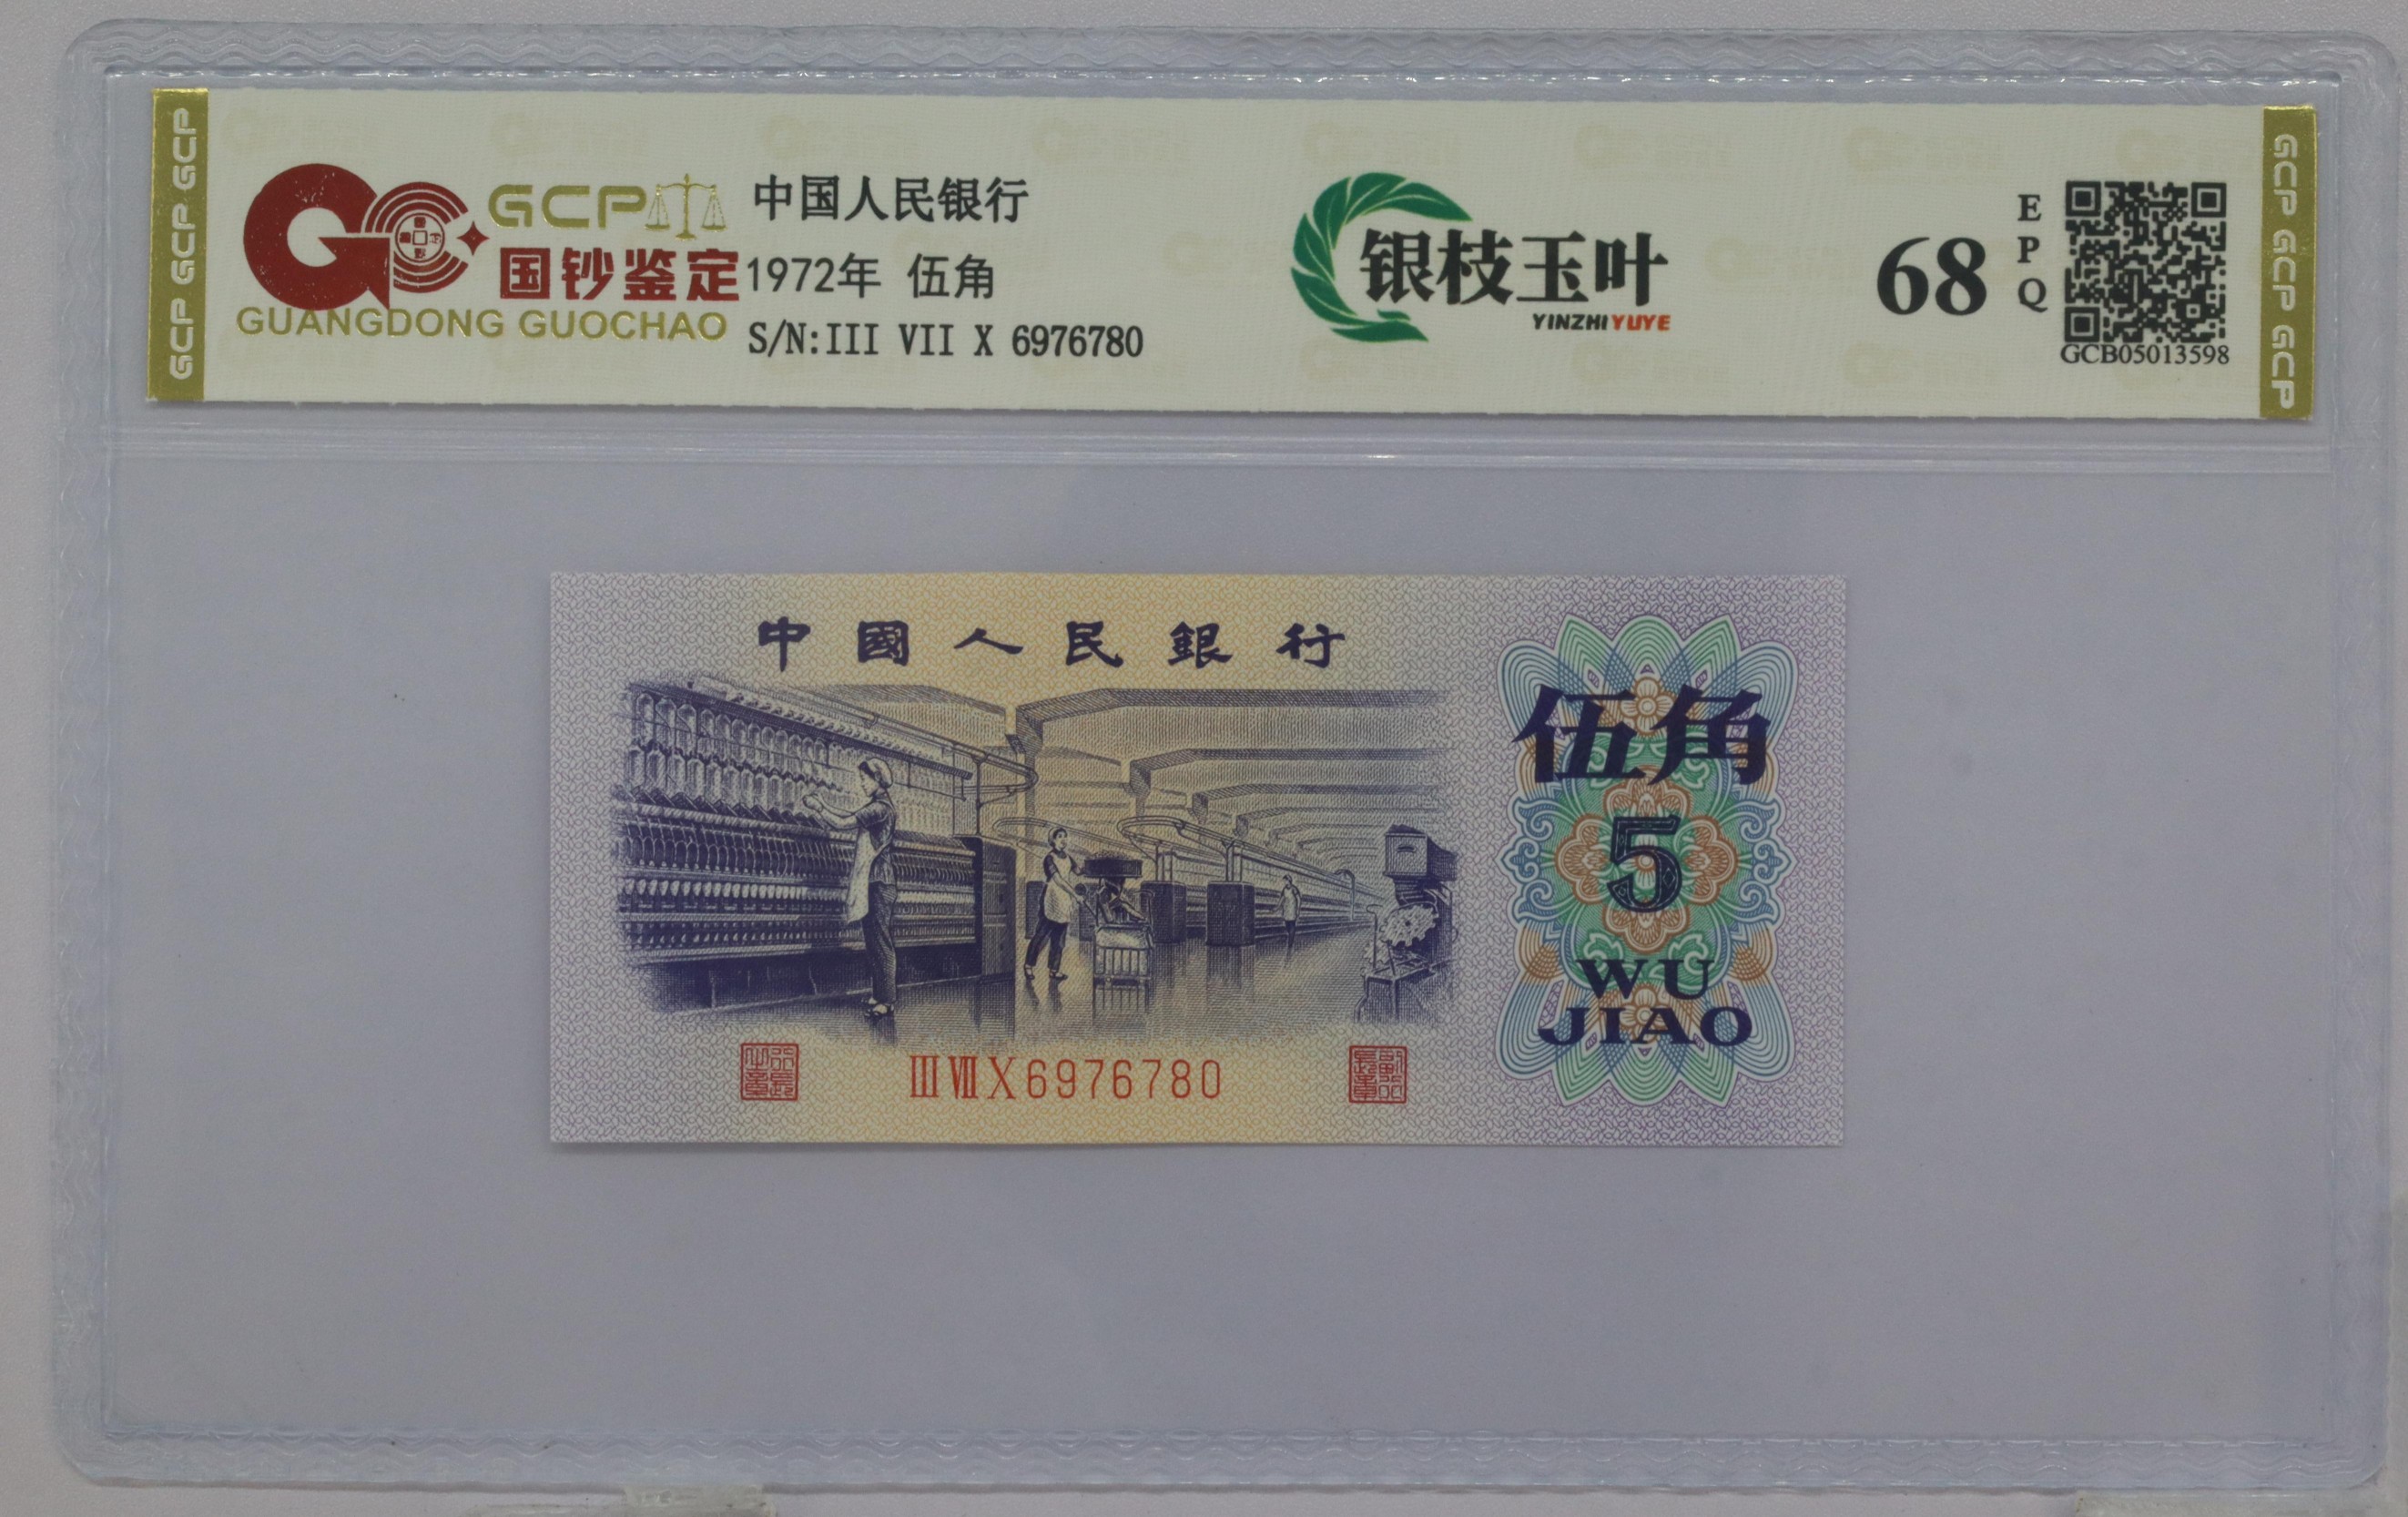 GCP GCP GCP
GCP
国钞鉴定
GUANGDONG GUOCHAO
中国人民银行
1972年 伍角
S/N:III VII X 6976780
银枝玉叶
YINZHIYUYE
68
EPQ
GCB05013598
GCP GCP GCP
中國人民銀行
伍角
5
WU
JIAO
III VII X 6976780